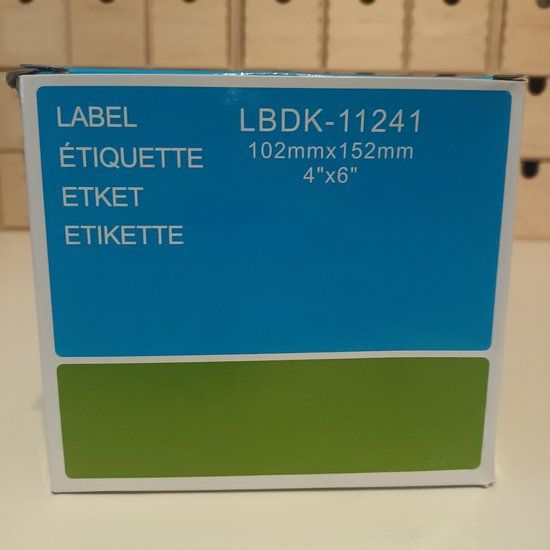 LABEL
ÉTIQUETTE
ETKET
ETIKETTE
LBDK-11241
102mmx152mm
4"x6"